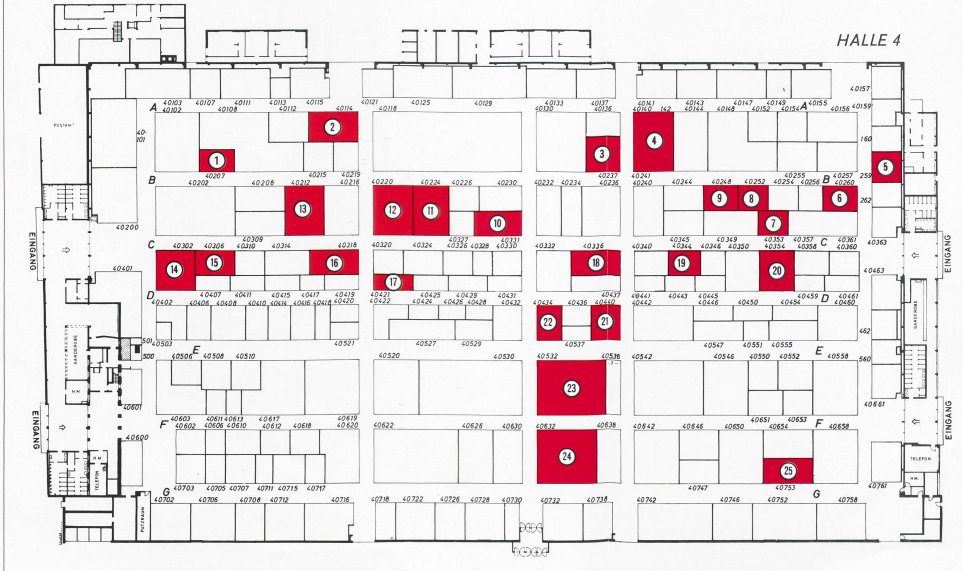 HALLE 4
40103 40107 40111 40113 40115 40121 40125 40129 40133 40137 40141 40143 40147 40149 40155 40157
A 40102 40108 40112 40114 40118 40130 40136 40140 142 40148 40152 40154 A 40156 40159
POSTAMT
40-
101
2
4
160
1
3
5
40207 40215 40219 40237 40241 40255 40257 259
B 40202 40208 40212 40216 40220 40224 40226 40230 40232 40234 40236 40240 40244 40248 40252 40254 40256 B 40260
13 12 11 10 9 8 7 6
262
40200
EINGANG
40309 40327 40331 40345 40349 40353 40357 40361 40363
C 40302 40306 40310 40314 40318 40320 40324 40326 40328 40330 40332 40336 40340 40344 40346 40350 40354 40358 C 40360
EINGANG
14 15 16 17 18 19 20
40401
40463
40407 40411 40415 40417 40419 40421 40425 40429 40431 40437 40441 40443 40445 40459 40461
D 40402 40406 40408 40410 40414 40416 40418 40420 40422 40424 40426 40428 40432 40434 40436 40440 40442 40446 40450 40454 D 40460
22 21
462
GARDEROBE
GARDEROBE
501
500
40503 40521 40527 40529 40537 40547 40551 40555
E 40506 40508 40510 40520 40530 40532 40538 40542 40546 40550 40552 E 40558
560
23
H.M.
40601
40661
40603 40611 40613 40617 40619 40651 40653
F 40602 40606 40610 40612 40618 40620 40622 40626 40630 40632 40638 40642 40646 40650 40654 F 40658
EINGANG
EINGANG
40600
24
25
H.M.
TELEFON
TELEFON
H.M.
40703 40705 40707 40711 40715 40717 40747 40753 40761
G 40702 40706 40708 40712 40716 40718 40722 40726 40728 40730 40732 40738 40742 40746 40752 G 40758
PUTZRAUM